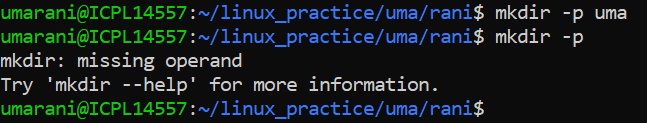 umarani@ICPL14557:~/linux_practice/uma/rani$ mkdir -p uma
umarani@ICPL14557:~/linux_practice/uma/rani$ mkdir -p
mkdir: missing operand
Try 'mkdir --help' for more information.
umarani@ICPL14557:~/linux_practice/uma/rani$